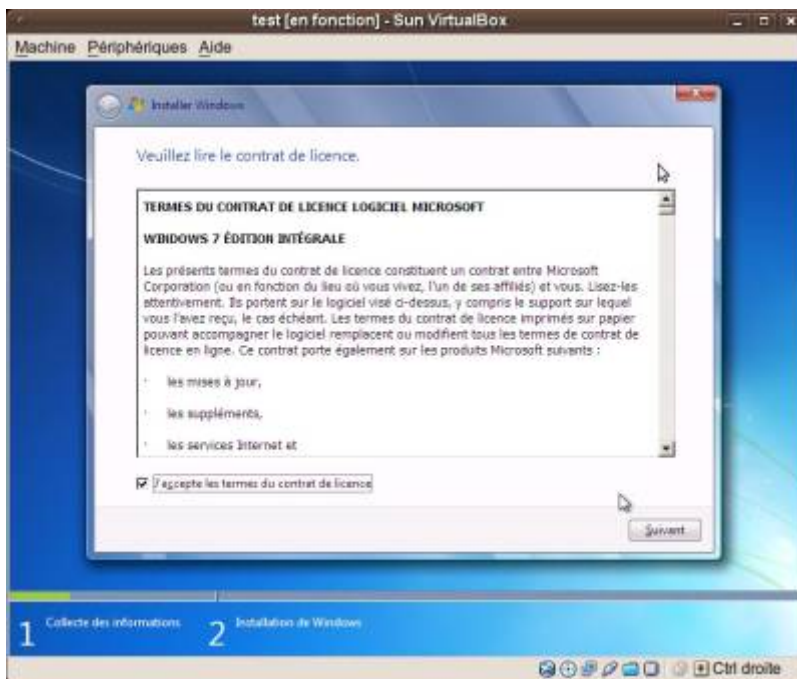 test [en fonction] - Sun VirtualBox
Machine Périphériques Aide
Installer Windows
Veuillez lire le contrat de licence.
TERMES DU CONTRAT DE LICENCE LOGICIEL MICROSOFT
WINDOWS 7 ÉDITION INTÉGRALE
Les présents termes du contrat de licence constituent un contrat entre Microsoft
Corporation (ou en fonction du lieu où vous vivez, l'un de ses affiliés) et vous. Lisez-les
attentivement. Ils portent sur le logiciel visé ci-dessus, y compris le support sur lequel
vous l'avez reçu, le cas échéant. Les termes du contrat de licence imprimés sur papier
pouvant accompagner le logiciel remplacent ou modifient tous les termes de contrat de
licence en ligne. Ce contrat porte également sur les produits Microsoft suivants :
· les mises à jour,
· les suppléments,
· les services Internet et
J'accepte les termes du contrat de licence
Suivant
1 Collecte des informations 2 Installation de Windows
Ctrl droite